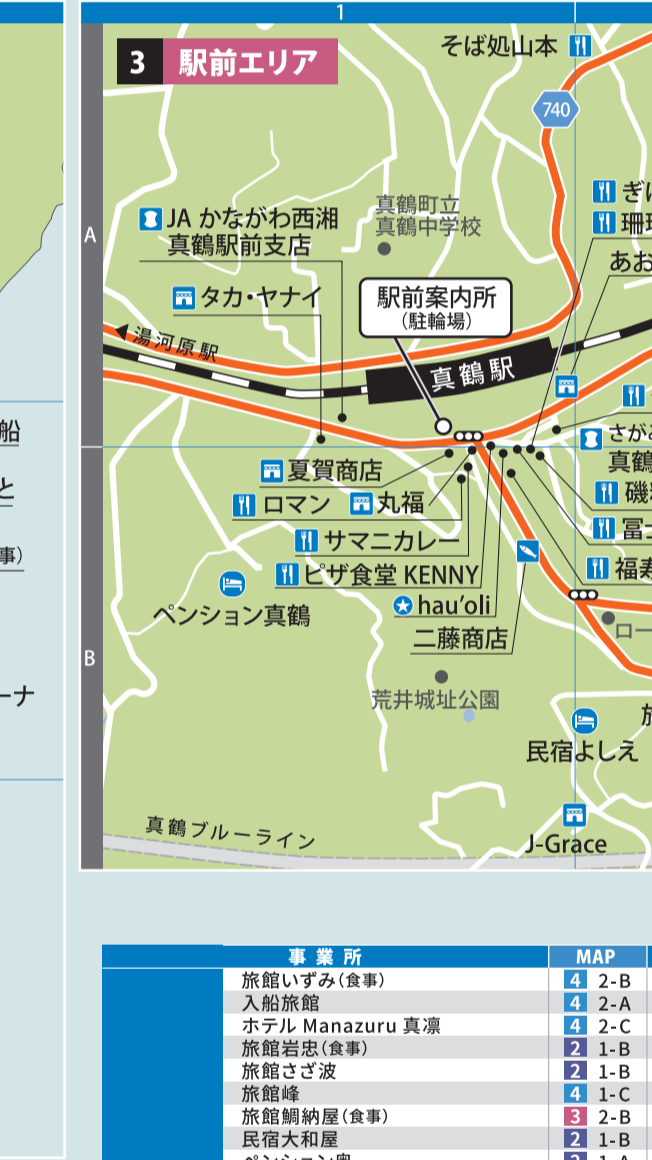 1
3 駅前エリア
そば処山本
740
A
JA かながわ西湘
真鶴駅前支店
真鶴町立
真鶴中学校
タカ・ヤナイ
駅前案内所
（駐輪場）
◀湯河原駅
真鶴駅
船
と
事）
夏賀商店
ロマン
丸福
サマニカレー
ピザ食堂 KENNY
hau'oli
二藤商店
ペンション真鶴
B
ーナ
荒井城址公園
民宿よしえ
J-Grace
真鶴ブルーライン
あお
さがみ
真鶴
福寿
ロー
事業所 MAP
旅館いずみ（食事） 4 2-B
入船旅館 4 2-A
ホテル Manazuru 真凛 4 2-C
旅館岩忠（食事） 2 1-B
旅館さざ波 2 1-B
旅館峰 4 1-C
旅館鯛納屋（食事） 3 2-B
民宿大和屋 2 1-B